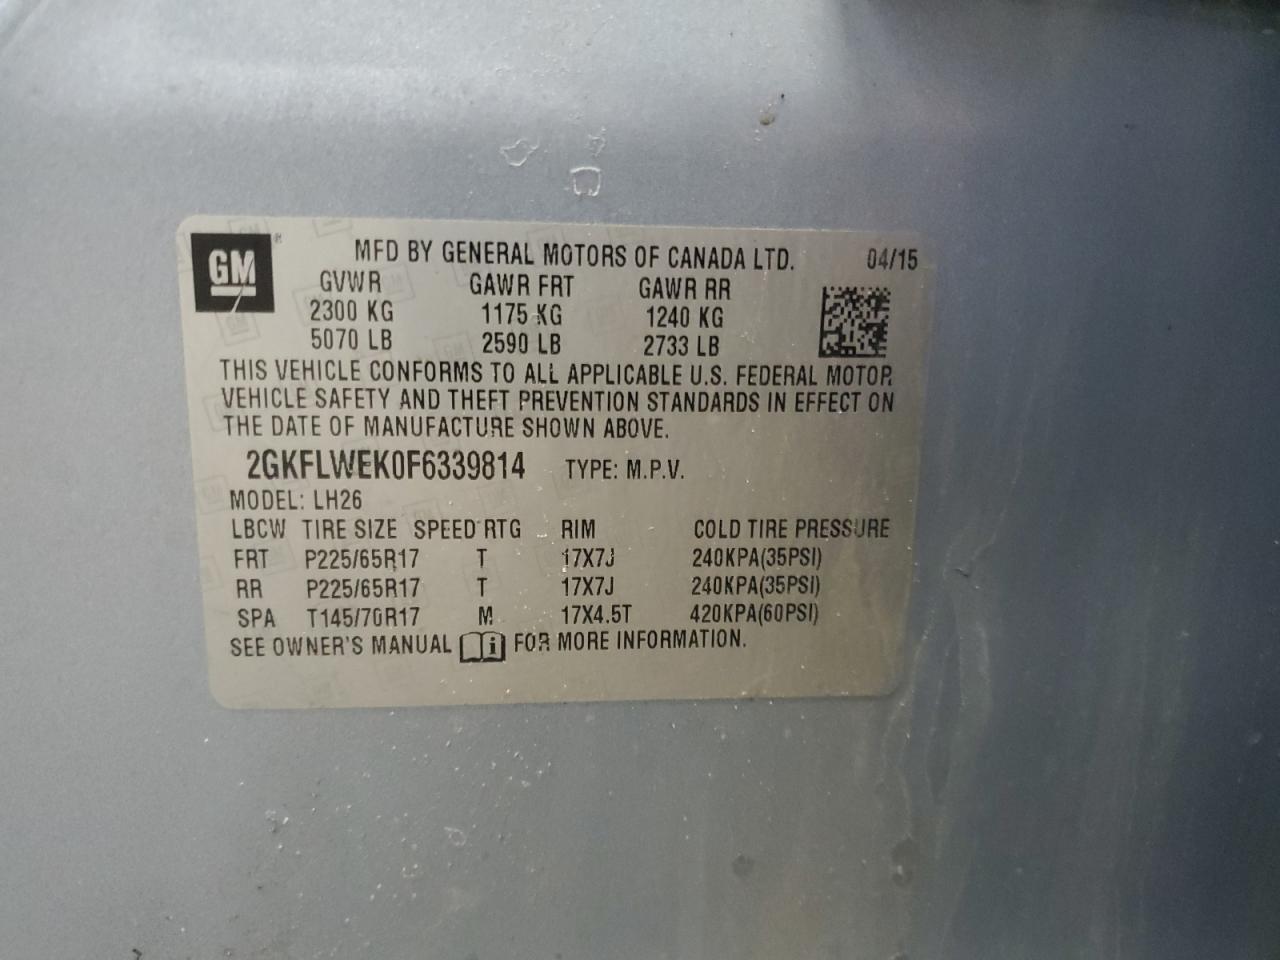 GM
MFD BY GENERAL MOTORS OF CANADA LTD. 04/15
GVWR GAWR FRT GAWR RR
2300 KG 1175 KG 1240 KG
5070 LB 2590 LB 2733 LB
THIS VEHICLE CONFORMS TO ALL APPLICABLE U.S. FEDERAL MOTOR
VEHICLE SAFETY AND THEFT PREVENTION STANDARDS IN EFFECT ON
THE DATE OF MANUFACTURE SHOWN ABOVE.
2GKFLWEK0F6339814 TYPE: M.P.V.
MODEL: LH26
LBCW TIRE SIZE SPEED RTG RIM COLD TIRE PRESSURE
FRT P225/65R17 T 17X7J 240KPA(35PSI)
RR P225/65R17 T 17X7J 240KPA(35PSI)
SPA T145/70R17 M 17X4.5T 420KPA(60PSI)
SEE OWNER'S MANUAL i FOR MORE INFORMATION.